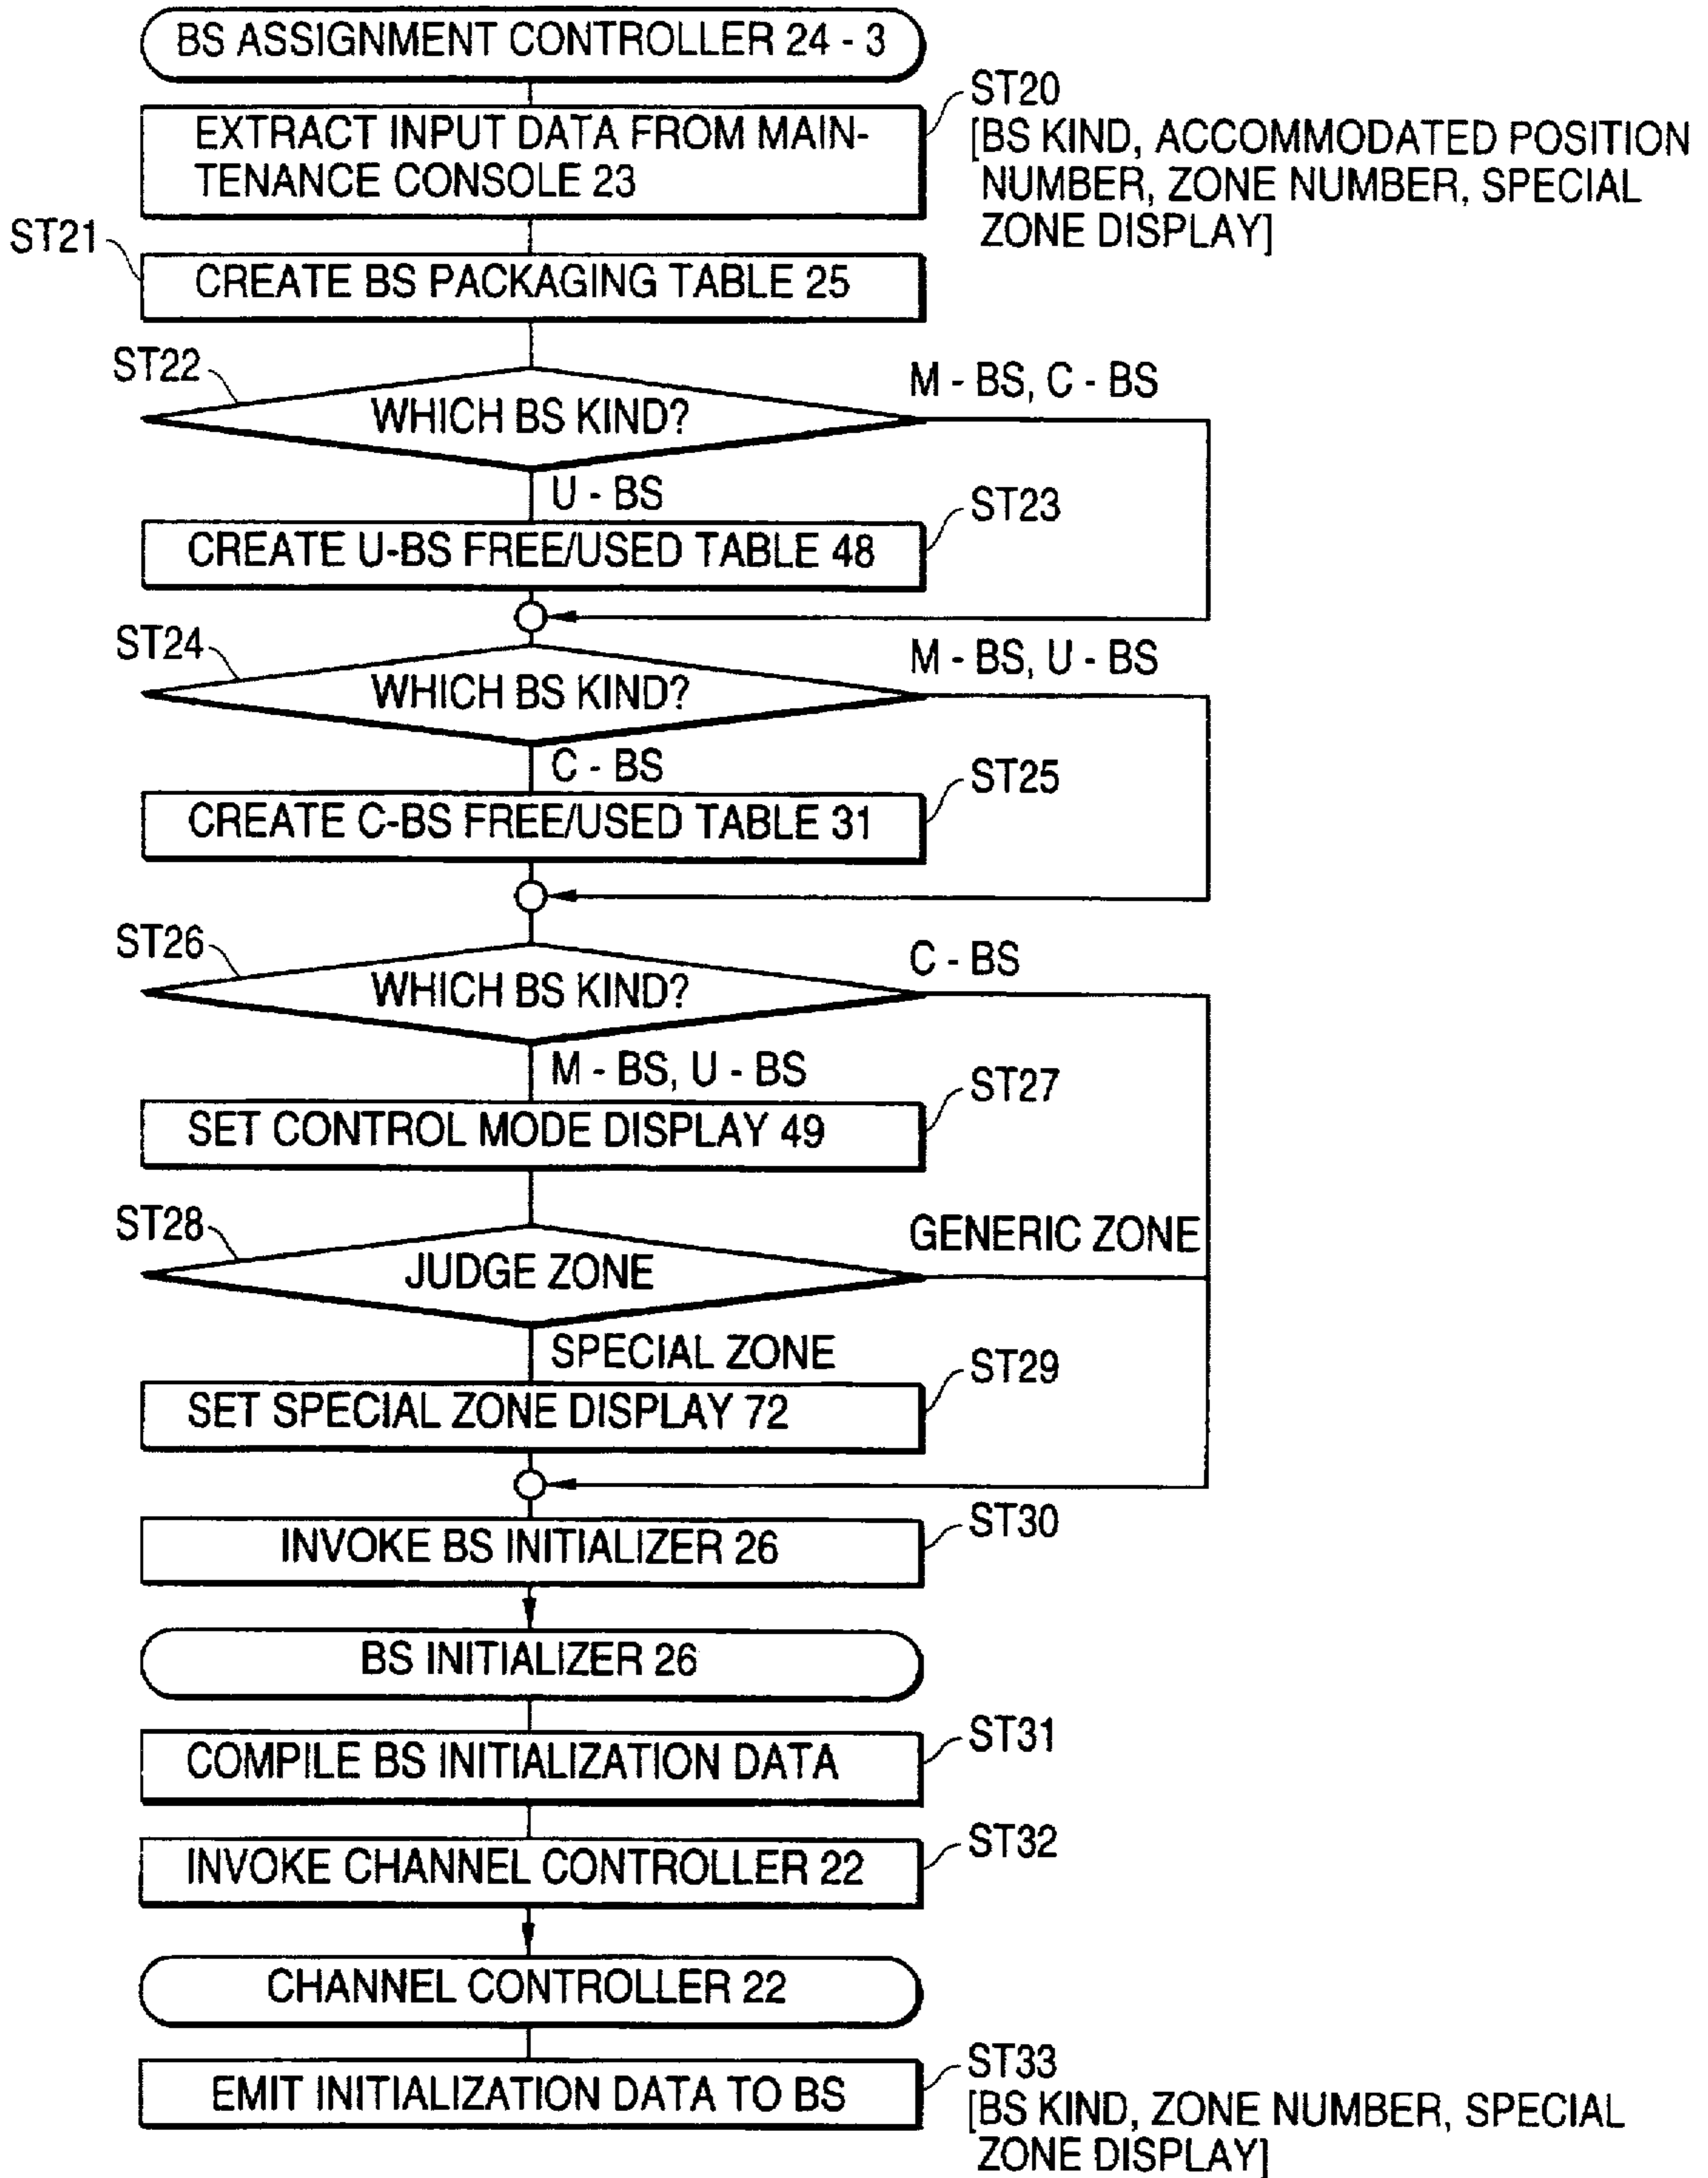 BS ASSIGNMENT CONTROLLER 24 - 3
ST20
EXTRACT INPUT DATA FROM MAIN-
TENANCE CONSOLE 23
[BS KIND, ACCOMMODATED POSITION
NUMBER, ZONE NUMBER, SPECIAL
ZONE DISPLAY]
ST21
CREATE BS PACKAGING TABLE 25
ST22
WHICH BS KIND?
M - BS, C - BS
U - BS
ST23
CREATE U-BS FREE/USED TABLE 48
ST24
WHICH BS KIND?
M - BS, U - BS
C - BS
ST25
CREATE C-BS FREE/USED TABLE 31
ST26
WHICH BS KIND?
C - BS
M - BS, U - BS
ST27
SET CONTROL MODE DISPLAY 49
ST28
JUDGE ZONE
GENERIC ZONE
SPECIAL ZONE
ST29
SET SPECIAL ZONE DISPLAY 72
ST30
INVOKE BS INITIALIZER 26
BS INITIALIZER 26
ST31
COMPILE BS INITIALIZATION DATA
ST32
INVOKE CHANNEL CONTROLLER 22
CHANNEL CONTROLLER 22
ST33
EMIT INITIALIZATION DATA TO BS
[BS KIND, ZONE NUMBER, SPECIAL
ZONE DISPLAY]